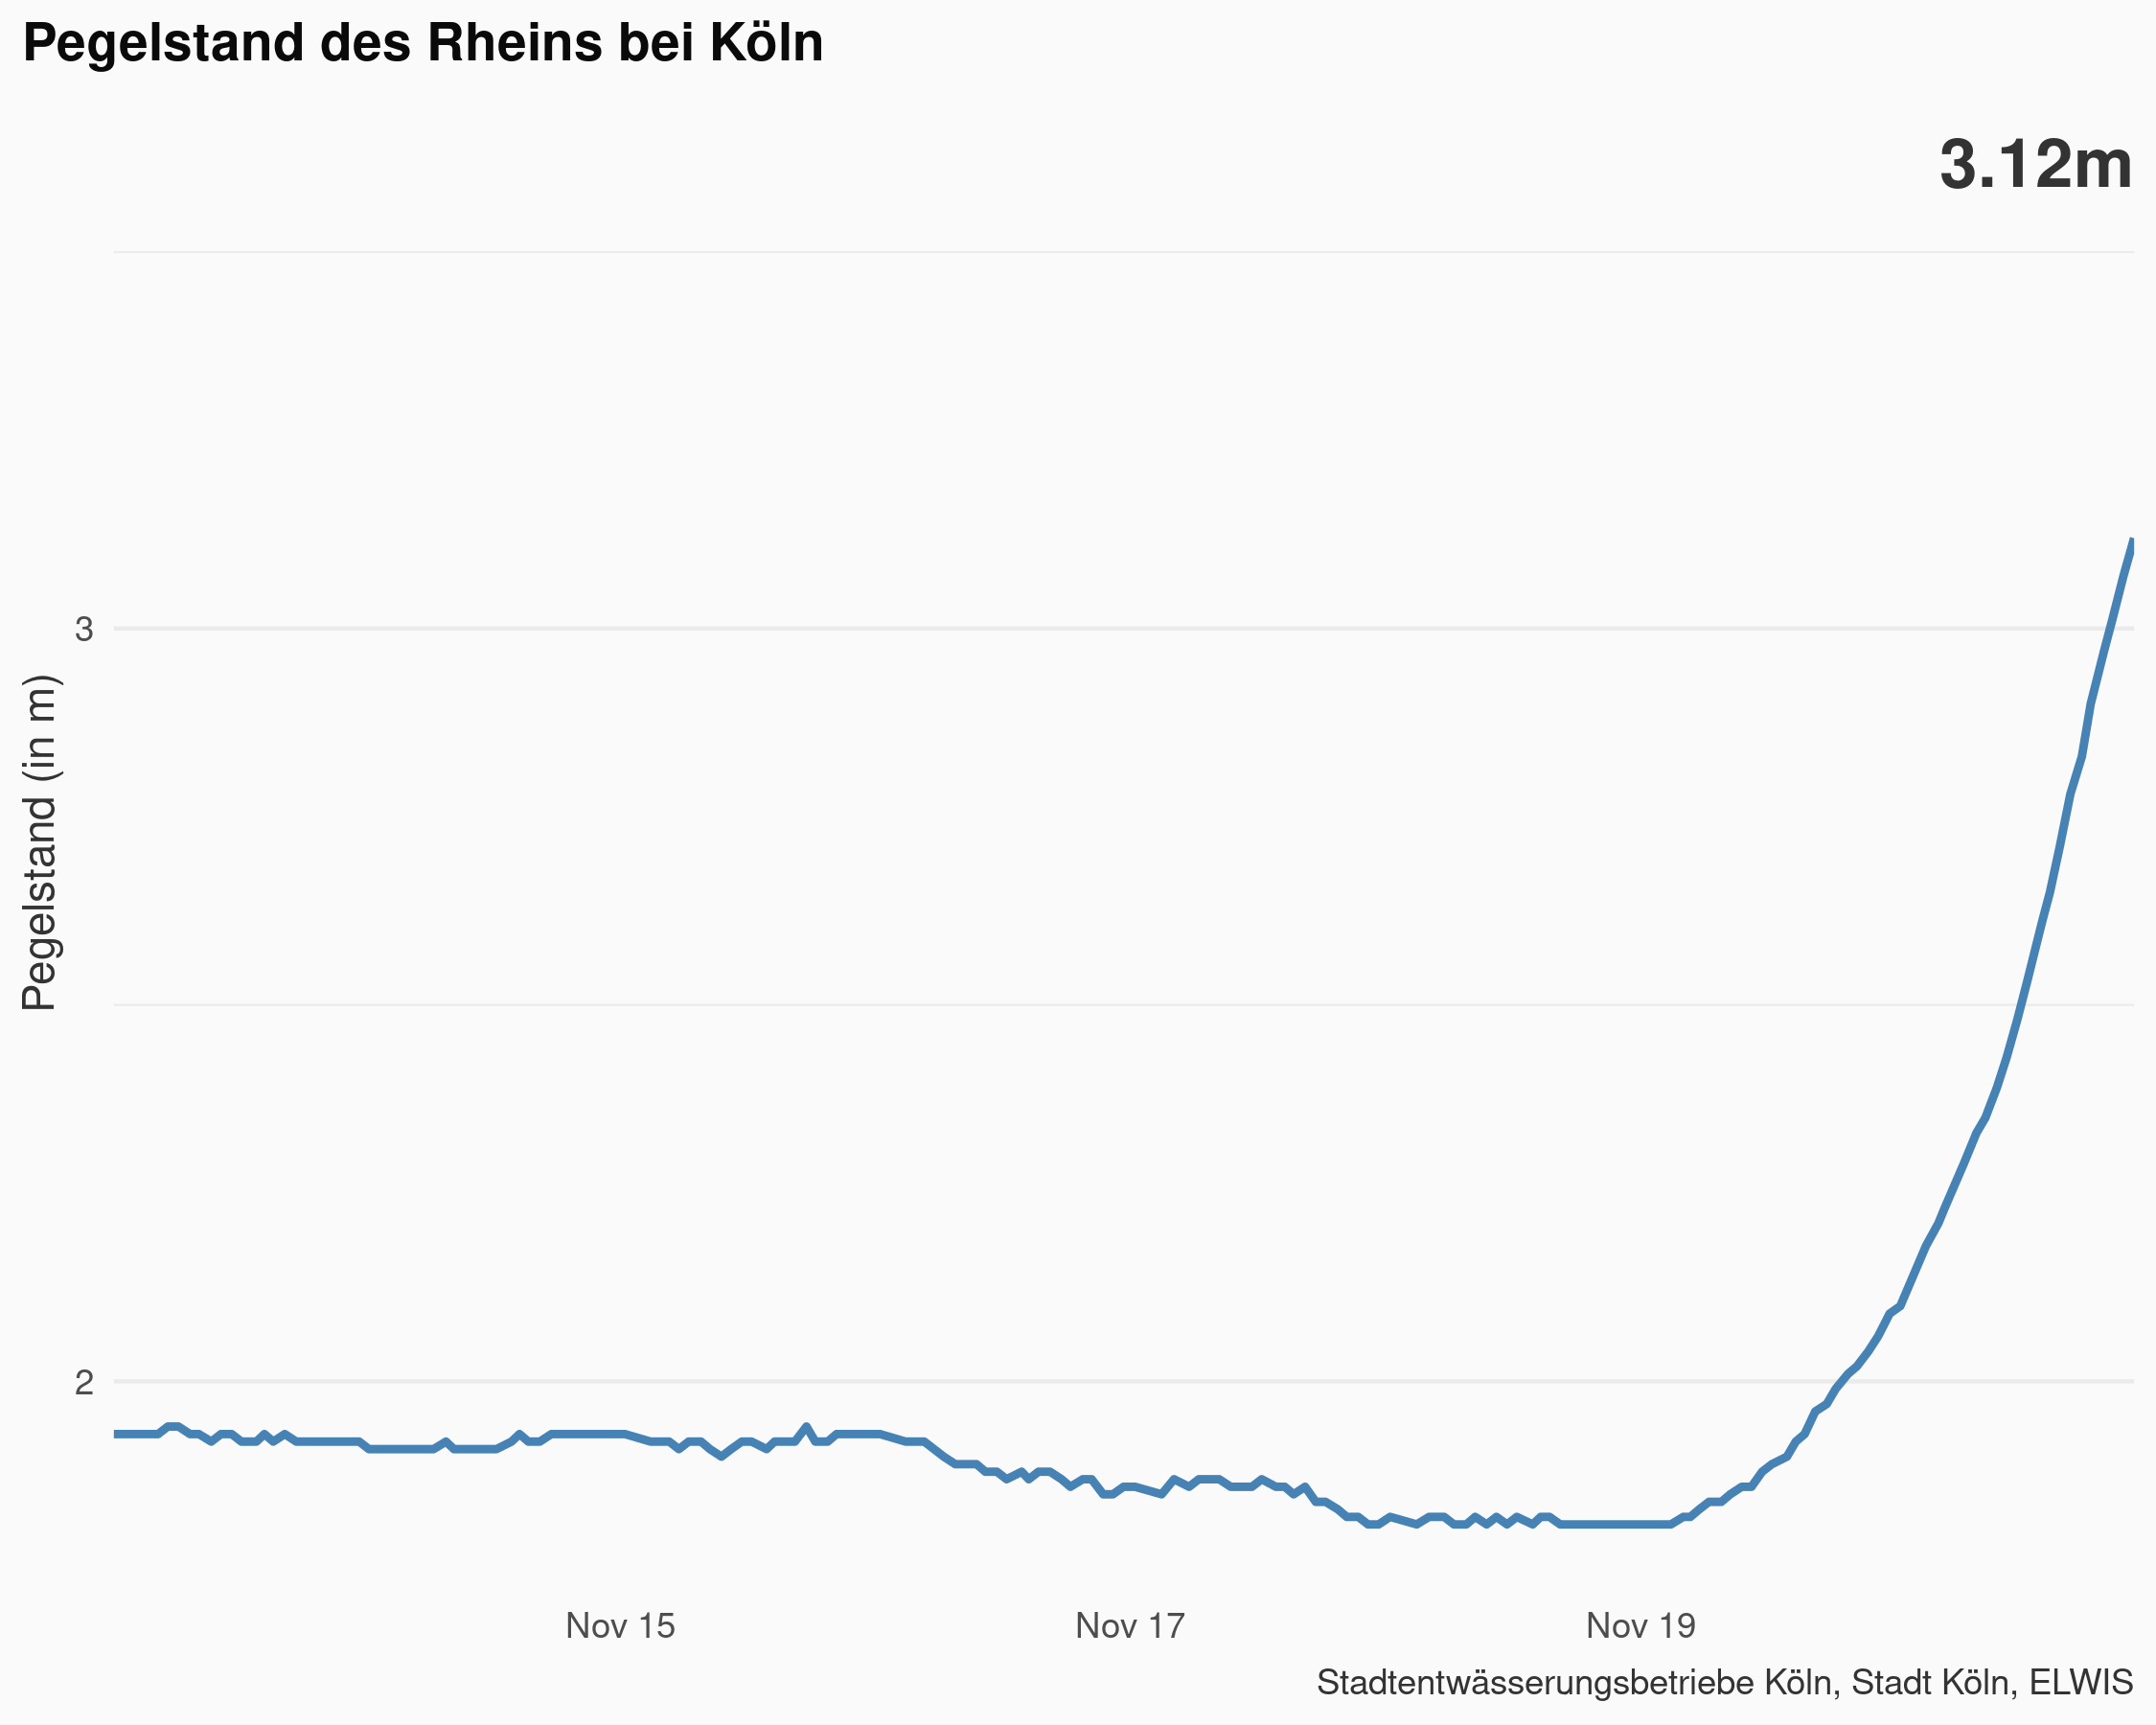 Pegelstand des Rheins bei Köln
3.12m
Pegelstand (in m)
3
2
Nov 15
Nov 17
Nov 19
Stadtentwässerungsbetriebe Köln, Stadt Köln, ELWIS